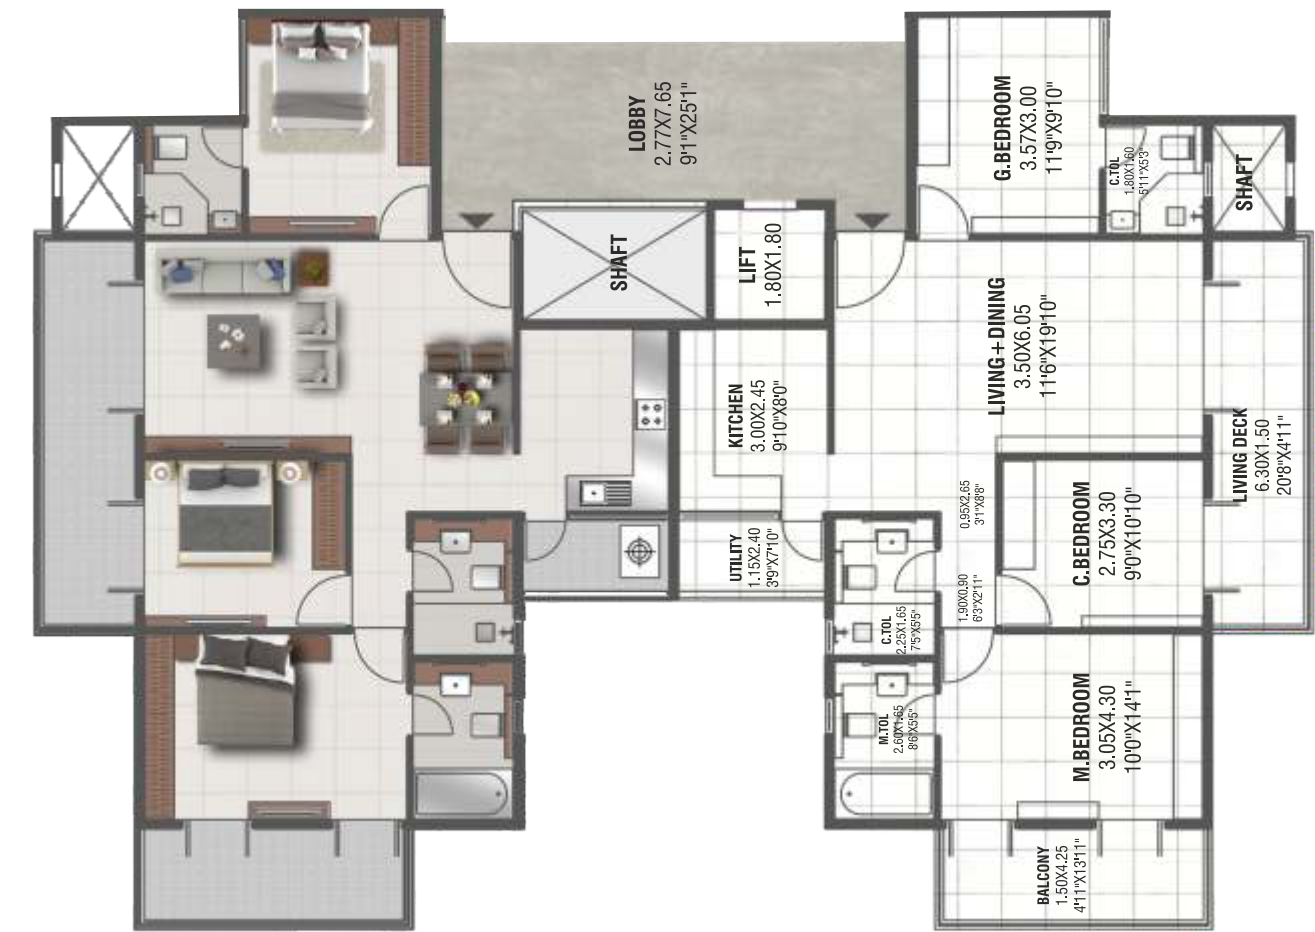 LOBBY
2.77X7.65
9'1"X25'1"
G.BEDROOM
3.57X3.00
11'9"X9'10"
C.TOL
1.80X1.60
5'11"X5'3"
SHAFT
SHAFT
LIFT
1.80X1.80
LIVING+DINING
3.50X6.05
11'6"X19'10"
KITCHEN
3.00X2.45
9'10"X8'0"
LIVING DECK
6.30X1.50
20'8"X4'11"
0.95X2.65
3'1"X8'8"
C.BEDROOM
2.75X3.30
9'0"X10'10"
UTILITY
1.15X2.40
3'9"X7'10"
1.90X0.90
6'3"X2'11"
C.TOL
2.25X1.65
7'5"X5'5"
M.TOL
2.60X1.65
8'6"X5'5"
M.BEDROOM
3.05X4.30
10'0"X14'1"
BALCONY
1.50X4.25
4'11"X13'11"